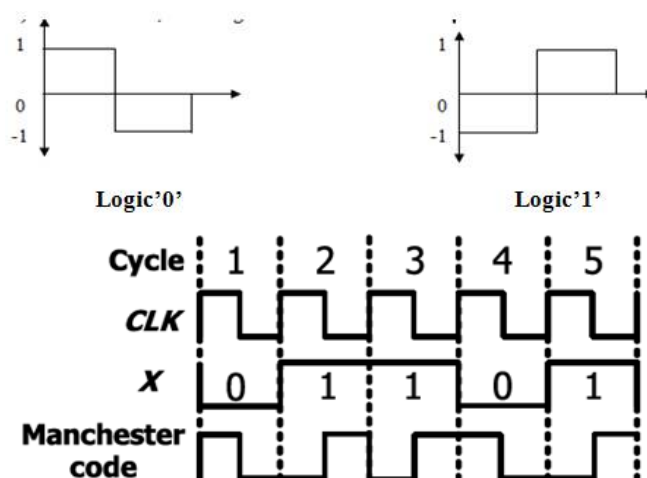 1 1
0 0
-1 -1
Logic’0’ Logic’1’
Cycle 1 2 3 4 5
CLK
X 0 1 1 0 1
Manchester
code